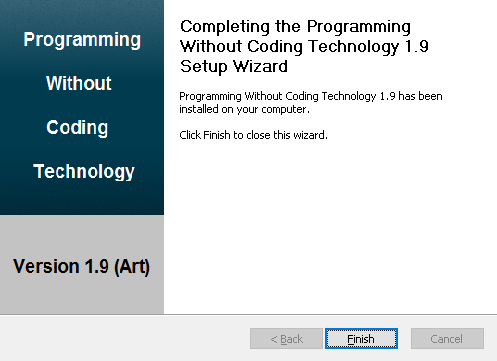 Programming
Without
Coding
Technology
Version 1.9 (Art)
Completing the Programming
Without Coding Technology 1.9
Setup Wizard
Programming Without Coding Technology 1.9 has been
installed on your computer.
Click Finish to close this wizard.
< Back
Finish
Cancel